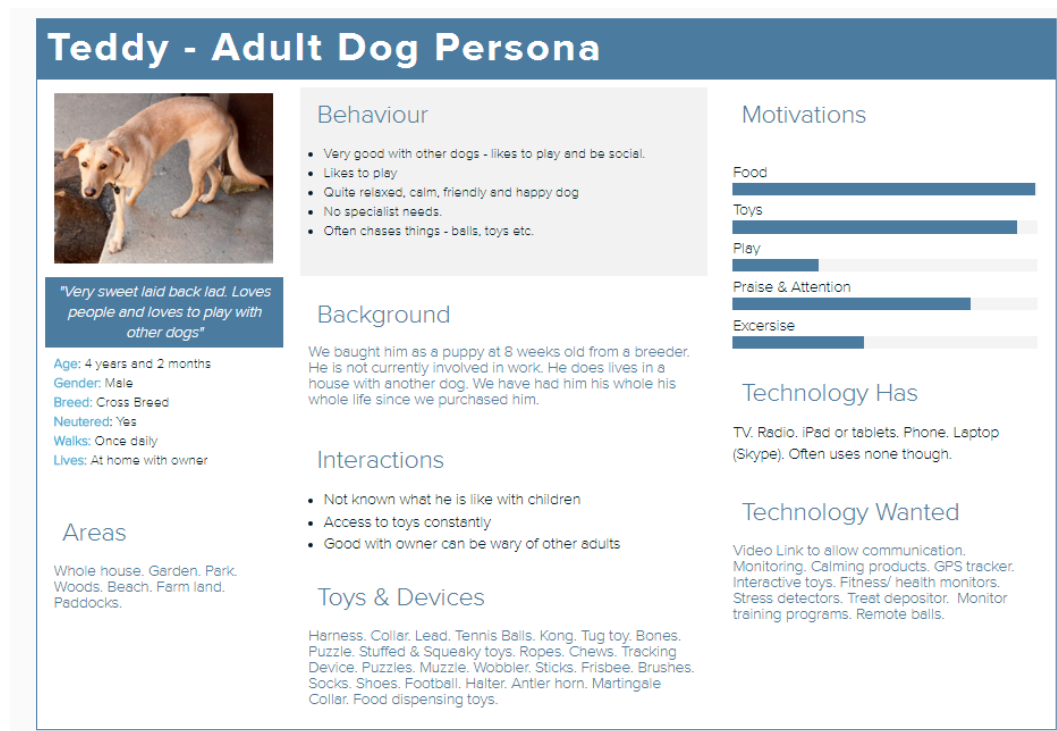 Teddy - Adult Dog Persona
"Very sweet laid back lad. Loves
people and loves to play with
other dogs"
Age: 4 years and 2 months
Gender: Male
Breed: Cross Breed
Neutered: Yes
Walks: Once daily
Lives: At home with owner
Areas
Whole house. Garden. Park.
Woods. Beach. Farm land.
Paddocks.
Behaviour
• Very good with other dogs - likes to play and be social.
• Likes to play
• Quite relaxed, calm, friendly and happy dog
• No specialist needs.
• Often chases things - balls, toys etc.
Background
We baught him as a puppy at 8 weeks old from a breeder.
He is not currently involved in work. He does lives in a
house with another dog. We have had him his whole his
whole life since we purchased him.
Interactions
• Not known what he is like with children
• Access to toys constantly
• Good with owner can be wary of other adults
Toys & Devices
Harness. Collar. Lead. Tennis Balls. Kong. Tug toy. Bones.
Puzzle. Stuffed & Squeaky toys. Ropes. Chews. Tracking
Device. Puzzles. Muzzle. Wobbler. Sticks. Frisbee. Brushes.
Socks. Shoes. Football. Halter. Antler horn. Martingale
Collar. Food dispensing toys.
Motivations
Food
Toys
Play
Praise & Attention
Excersise
Technology Has
TV. Radio. iPad or tablets. Phone. Laptop
(Skype). Often uses none though.
Technology Wanted
Video Link to allow communication.
Monitoring. Calming products. GPS tracker.
Interactive toys. Fitness/ health monitors.
Stress detectors. Treat depositor. Monitor
training programs. Remote balls.